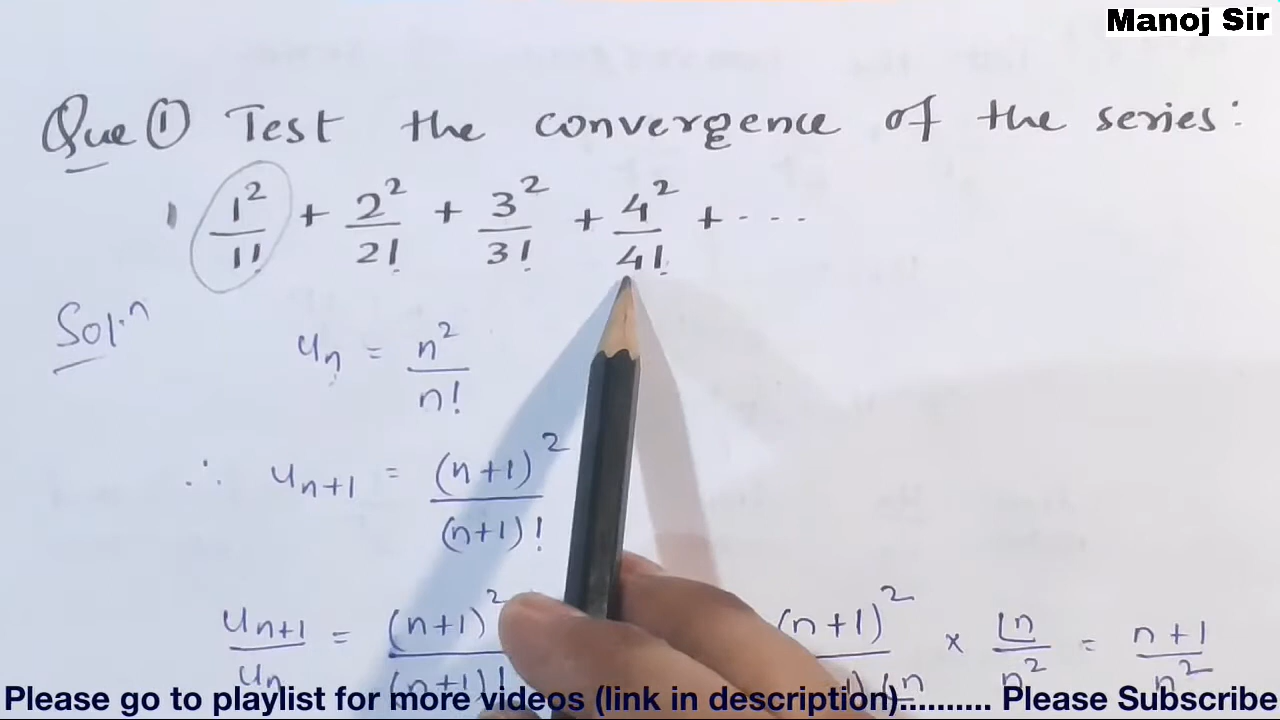 Manoj Sir
Que ① Test the convergence of the series:
1²/1! + 2²/2! + 3²/3! + 4²/4! + ...
Sol.n
un = n²/n!
∴ un+1 = (n+1)²/(n+1)!
un+1/un = (n+1)²/(n+1)! (n+1)² × ⌊n/n² = n+1/n²
Please go to playlist for more videos (link in description).......... Please Subscribe